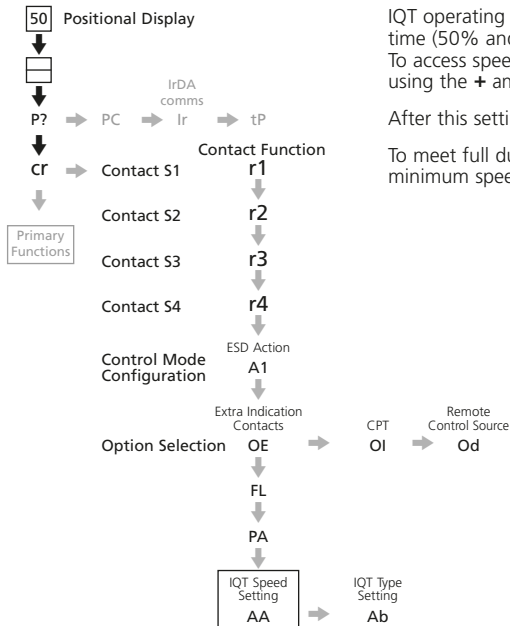 50 Positional Display
IQT operating
time (50% and
To access speed
using the + an
After this setti
To meet full du
minimum speed
IrDA
comms
P? PC Ir tP
Contact Function
cr Contact S1 r1
Primary
Functions
Contact S2 r2
Contact S3 r3
Contact S4 r4
ESD Action
Control Mode
Configuration
A1
Extra Indication
Contacts
CPT
Remote
Control Source
Option Selection OE OI Od
FL
PA
IQT Speed
Setting
IQT Type
Setting
AA Ab